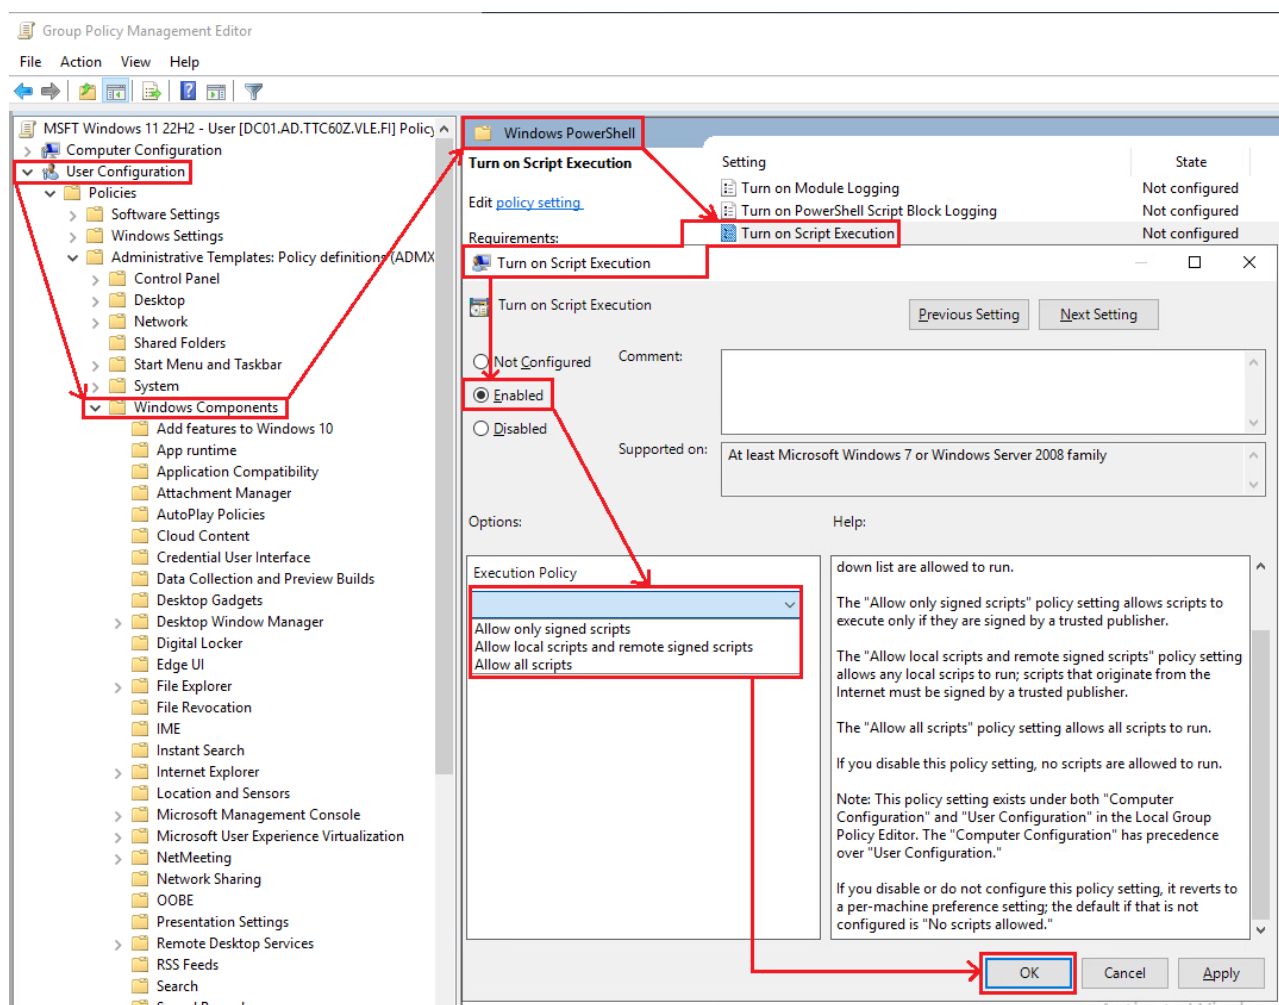 Group Policy Management Editor
File Action View Help
MSFT Windows 11 22H2 - User [DC01.AD.TTC60Z.VLE.FI] Policy
Computer Configuration
User Configuration
Policies
Software Settings
Windows Settings
Administrative Templates: Policy definitions (ADMX
Control Panel
Desktop
Network
Shared Folders
Start Menu and Taskbar
System
Windows Components
Add features to Windows 10
App runtime
Application Compatibility
Attachment Manager
AutoPlay Policies
Cloud Content
Credential User Interface
Data Collection and Preview Builds
Desktop Gadgets
Desktop Window Manager
Digital Locker
Edge UI
File Explorer
File Revocation
IME
Instant Search
Internet Explorer
Location and Sensors
Microsoft Management Console
Microsoft User Experience Virtualization
NetMeeting
Network Sharing
OOBE
Presentation Settings
Remote Desktop Services
RSS Feeds
Search
Windows PowerShell
Turn on Script Execution
Edit policy setting
Requirements:
Setting State
Turn on Module Logging Not configured
Turn on PowerShell Script Block Logging Not configured
Turn on Script Execution Not configured
Turn on Script Execution
Turn on Script Execution
Previous Setting Next Setting
Not Configured
Enabled
Disabled
Comment:
Supported on:
At least Microsoft Windows 7 or Windows Server 2008 family
Options:
Help:
Execution Policy
Allow only signed scripts
Allow local scripts and remote signed scripts
Allow all scripts
down list are allowed to run.
The "Allow only signed scripts" policy setting allows scripts to
execute only if they are signed by a trusted publisher.
The "Allow local scripts and remote signed scripts" policy setting
allows any local scrips to run; scripts that originate from the
Internet must be signed by a trusted publisher.
The "Allow all scripts" policy setting allows all scripts to run.
If you disable this policy setting, no scripts are allowed to run.
Note: This policy setting exists under both "Computer
Configuration" and "User Configuration" in the Local Group
Policy Editor. The "Computer Configuration" has precedence
over "User Configuration."
If you disable or do not configure this policy setting, it reverts to
a per-machine preference setting; the default if that is not
configured is "No scripts allowed."
OK Cancel Apply